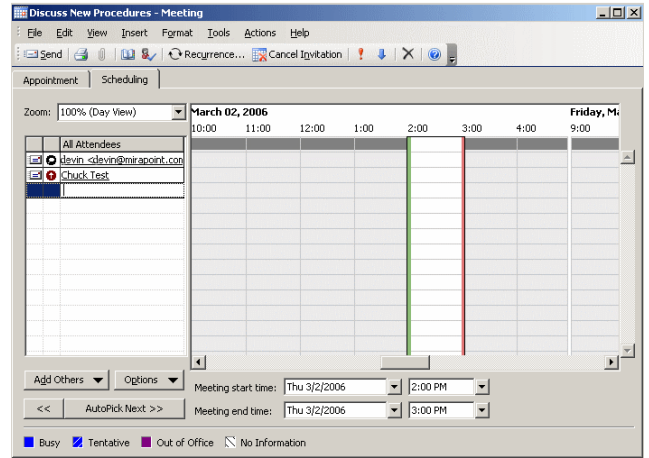 Discuss New Procedures - Meeting
File Edit View Insert Format Tools Actions Help
Send Recurrence... Cancel Invitation
Appointment Scheduling
Zoom: 100% (Day View) March 02, 2006 Friday, Ma
10:00 11:00 12:00 1:00 2:00 3:00 4:00 9:00
All Attendees
devin <devin@mirapoint.con
Chuck Test
Add Others Options Meeting start time: Thu 3/2/2006 2:00 PM
<< AutoPick Next >> Meeting end time: Thu 3/2/2006 3:00 PM
Busy Tentative Out of Office No Information